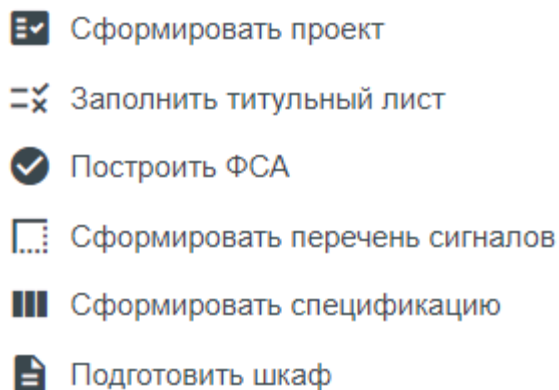 Сформировать проект
Заполнить титульный лист
Построить ФСА
Сформировать перечень сигналов
Сформировать спецификацию
Подготовить шкаф